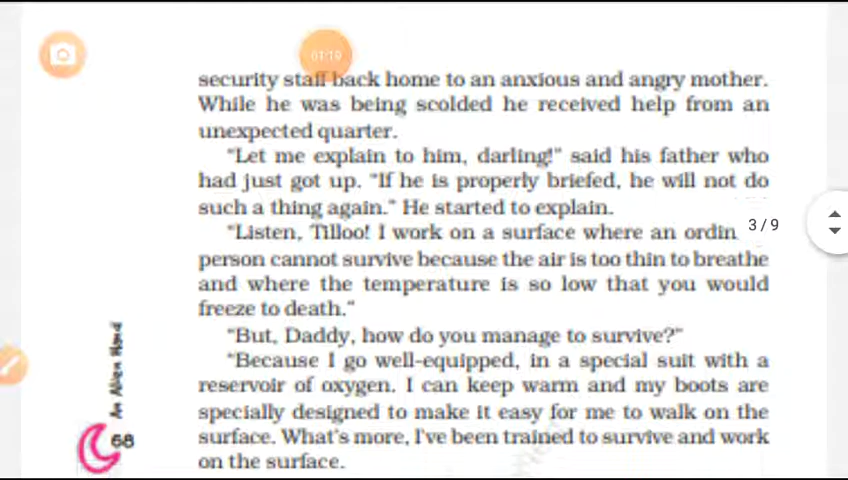 01:19
security staff back home to an anxious and angry mother.
While he was being scolded he received help from an
unexpected quarter.
"Let me explain to him, darling!" said his father who
had just got up. "If he is properly briefed, he will not do
such a thing again." He started to explain.
"Listen, Tilloo! I work on a surface where an ordin
3 / 9
person cannot survive because the air is too thin to breathe
and where the temperature is so low that you would
freeze to death."
"But, Daddy, how do you manage to survive?"
"Because I go well-equipped, in a special suit with a
reservoir of oxygen. I can keep warm and my boots are
specially designed to make it easy for me to walk on the
surface. What's more, I've been trained to survive and work
on the surface.
An Alien Hand
68